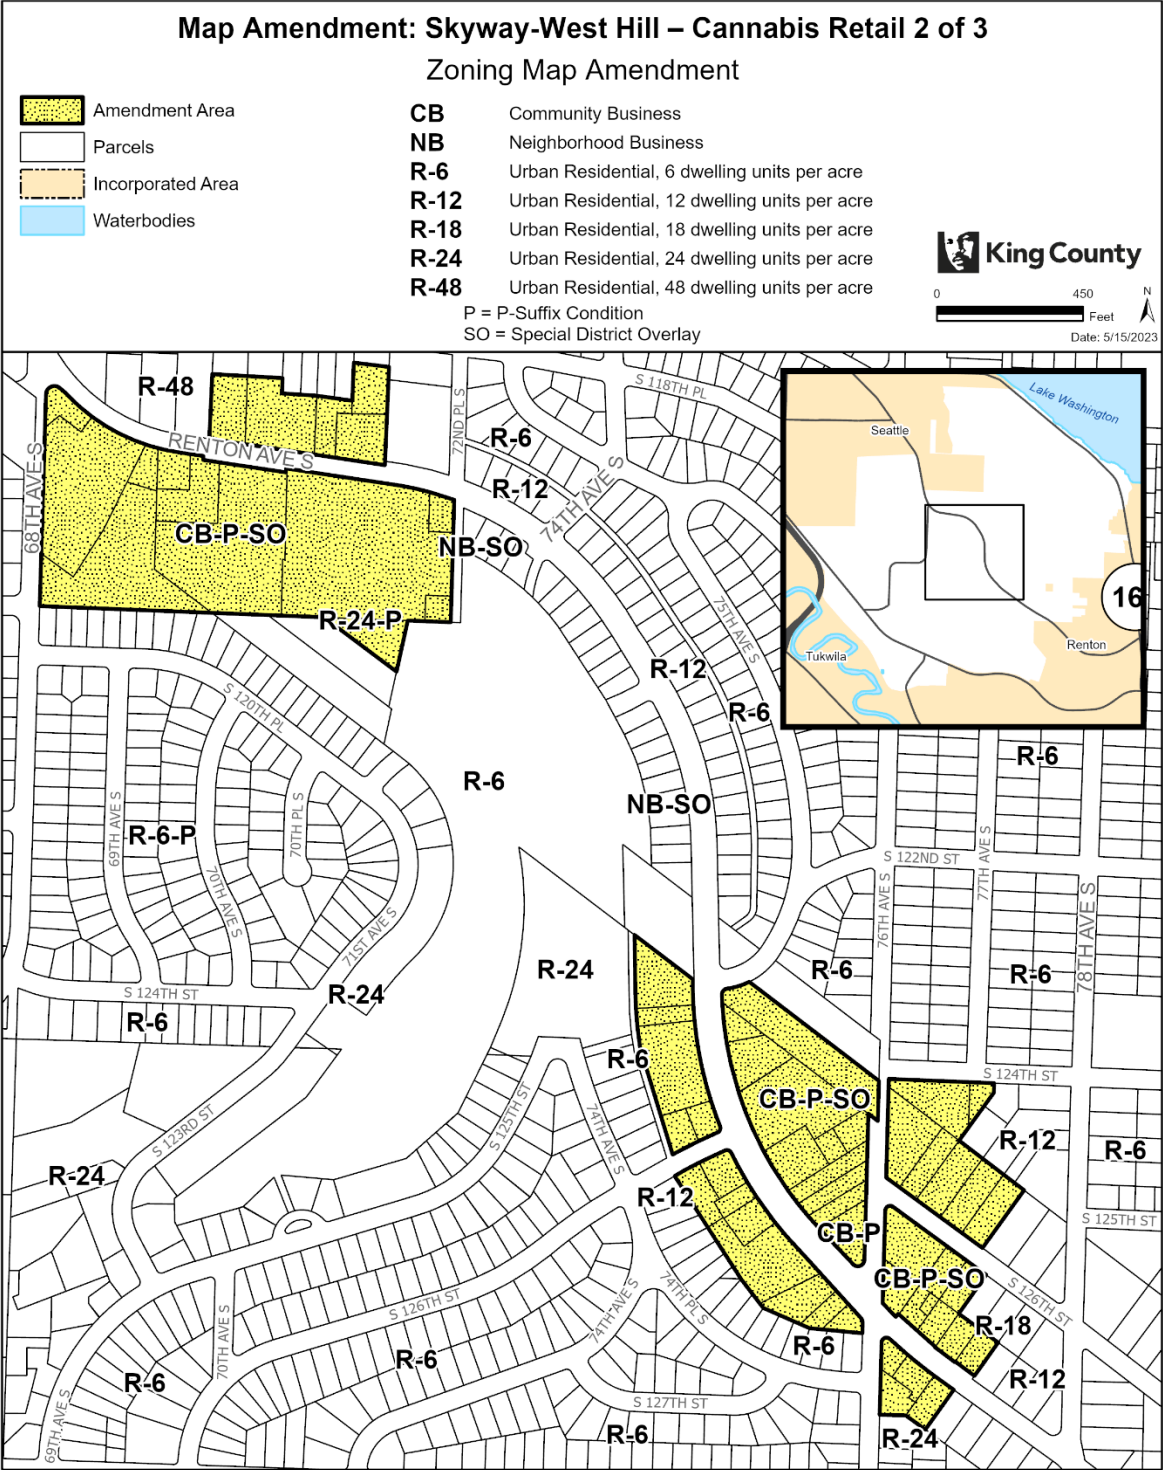 Map Amendment: Skyway-West Hill – Cannabis Retail 2 of 3
Zoning Map Amendment
Amendment Area
Parcels
Incorporated Area
Waterbodies
CB Community Business
NB Neighborhood Business
R-6 Urban Residential, 6 dwelling units per acre
R-12 Urban Residential, 12 dwelling units per acre
R-18 Urban Residential, 18 dwelling units per acre
R-24 Urban Residential, 24 dwelling units per acre
R-48 Urban Residential, 48 dwelling units per acre
P = P-Suffix Condition
SO = Special District Overlay
King County
0 450
Feet
N
Date: 5/15/2023
R-48
S 118TH PL
72ND PL S
R-6
RENTON AVE S
68TH AVE S
R-12
74TH AVE S
CB-P-SO
NB-SO
R-24-P
75TH AVE S
R-12
S 120TH PL
R-6
R-6
NB-SO
69TH AVE S
R-6-P
70TH PL S
70TH AVE S
71ST AVE S
Lake Washington
Seattle
16
Renton
Tukwila
R-6
S 122ND ST
77TH AVE S
76TH AVE S
78TH AVE S
R-24
R-6
R-6
S 124TH ST
R-24
R-6
R-6
S 124TH ST
CB-P-SO
S 125TH ST
74TH AVE S
S 123RD ST
R-12
R-6
R-24
R-12
S 125TH ST
CB-P
CB-P-SO
S 126TH ST
S 126TH ST
74TH AVE S
74TH PL S
R-18
70TH AVE S
R-6
R-6
R-6
R-12
69TH AVE S
S 127TH ST
R-6
R-24